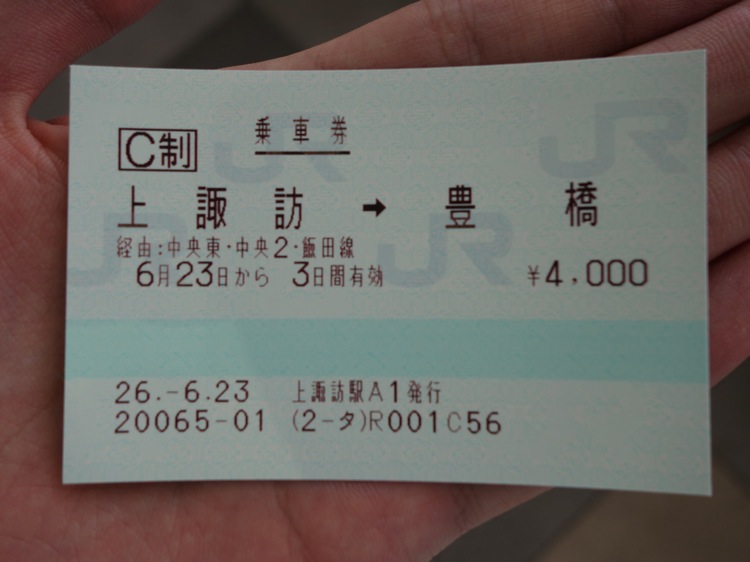 乗車券
C制
上諏訪 → 豊橋
経由:中央東・中央2・飯田線
6月23日から 3日間有効 ¥4,000
26.-6.23 上諏訪駅A1発行
20065-01 (2-タ)R001C56